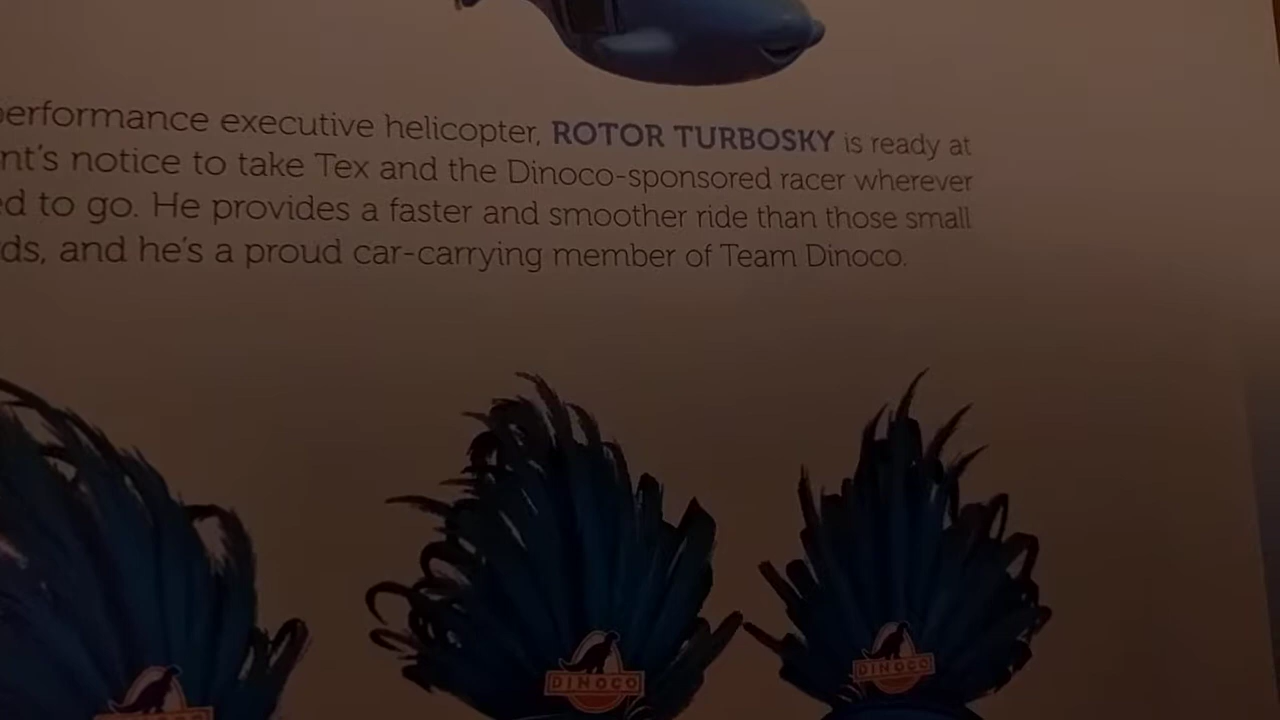 performance executive helicopter, ROTOR TURBOSKY is ready at
nt's notice to take Tex and the Dinoco-sponsored racer wherever
ed to go. He provides a faster and smoother ride than those small
ds, and he's a proud car-carrying member of Team Dinoco.
DINOCO DINOCO DINOCO